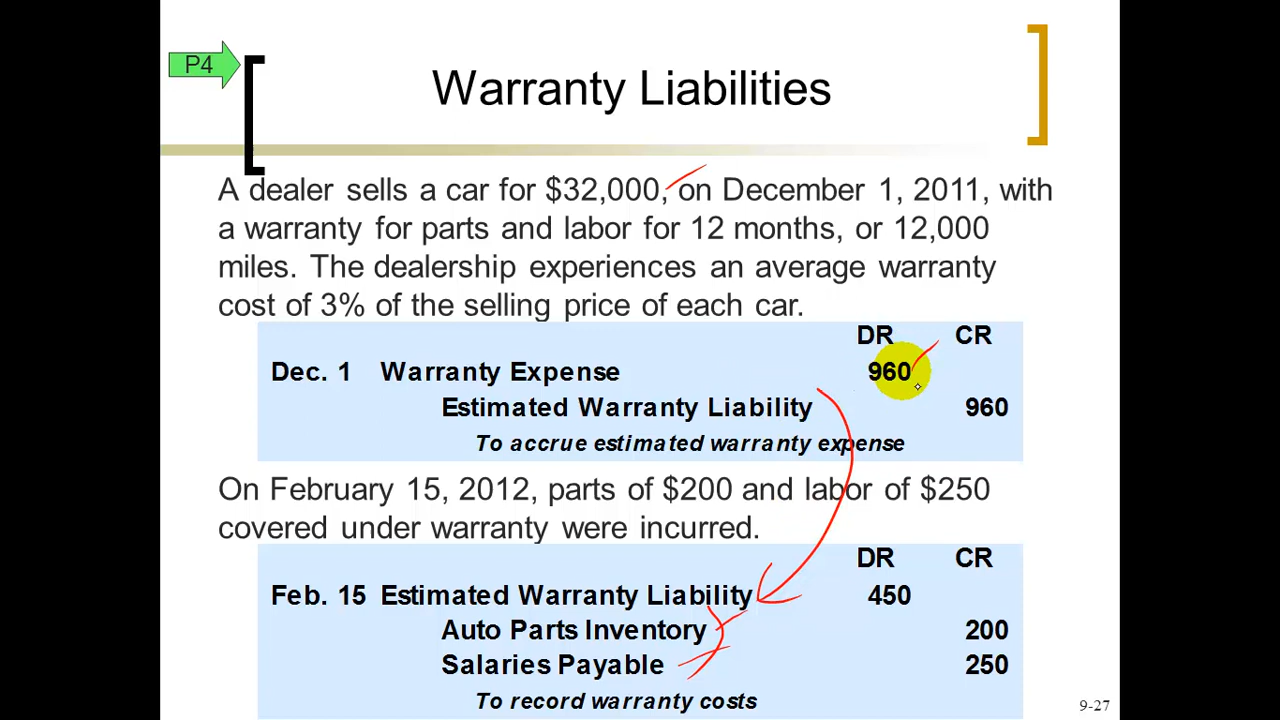 P4
Warranty Liabilities
A dealer sells a car for $32,000, on December 1, 2011, with
a warranty for parts and labor for 12 months, or 12,000
miles. The dealership experiences an average warranty
cost of 3% of the selling price of each car.
DR CR
Dec. 1 Warranty Expense 960
Estimated Warranty Liability 960
To accrue estimated warranty expense
On February 15, 2012, parts of $200 and labor of $250
covered under warranty were incurred.
DR CR
Feb. 15 Estimated Warranty Liability 450
Auto Parts Inventory 200
Salaries Payable 250
To record warranty costs
9-27